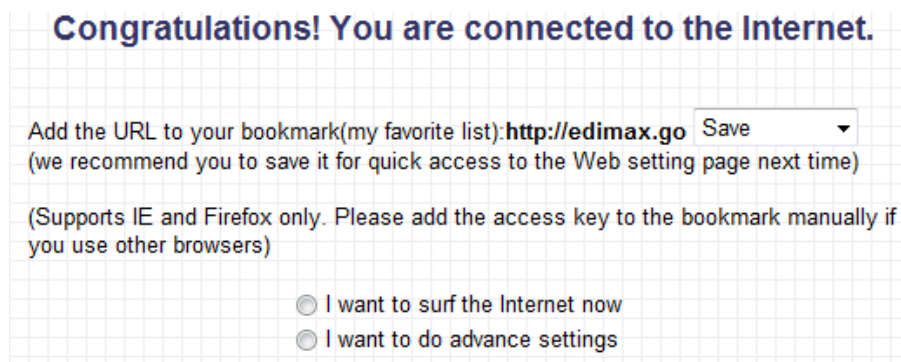 Congratulations! You are connected to the Internet.
Add the URL to your bookmark(my favorite list):http://edimax.go Save
(we recommend you to save it for quick access to the Web setting page next time)
(Supports IE and Firefox only. Please add the access key to the bookmark manually if
you use other browsers)
I want to surf the Internet now
I want to do advance settings